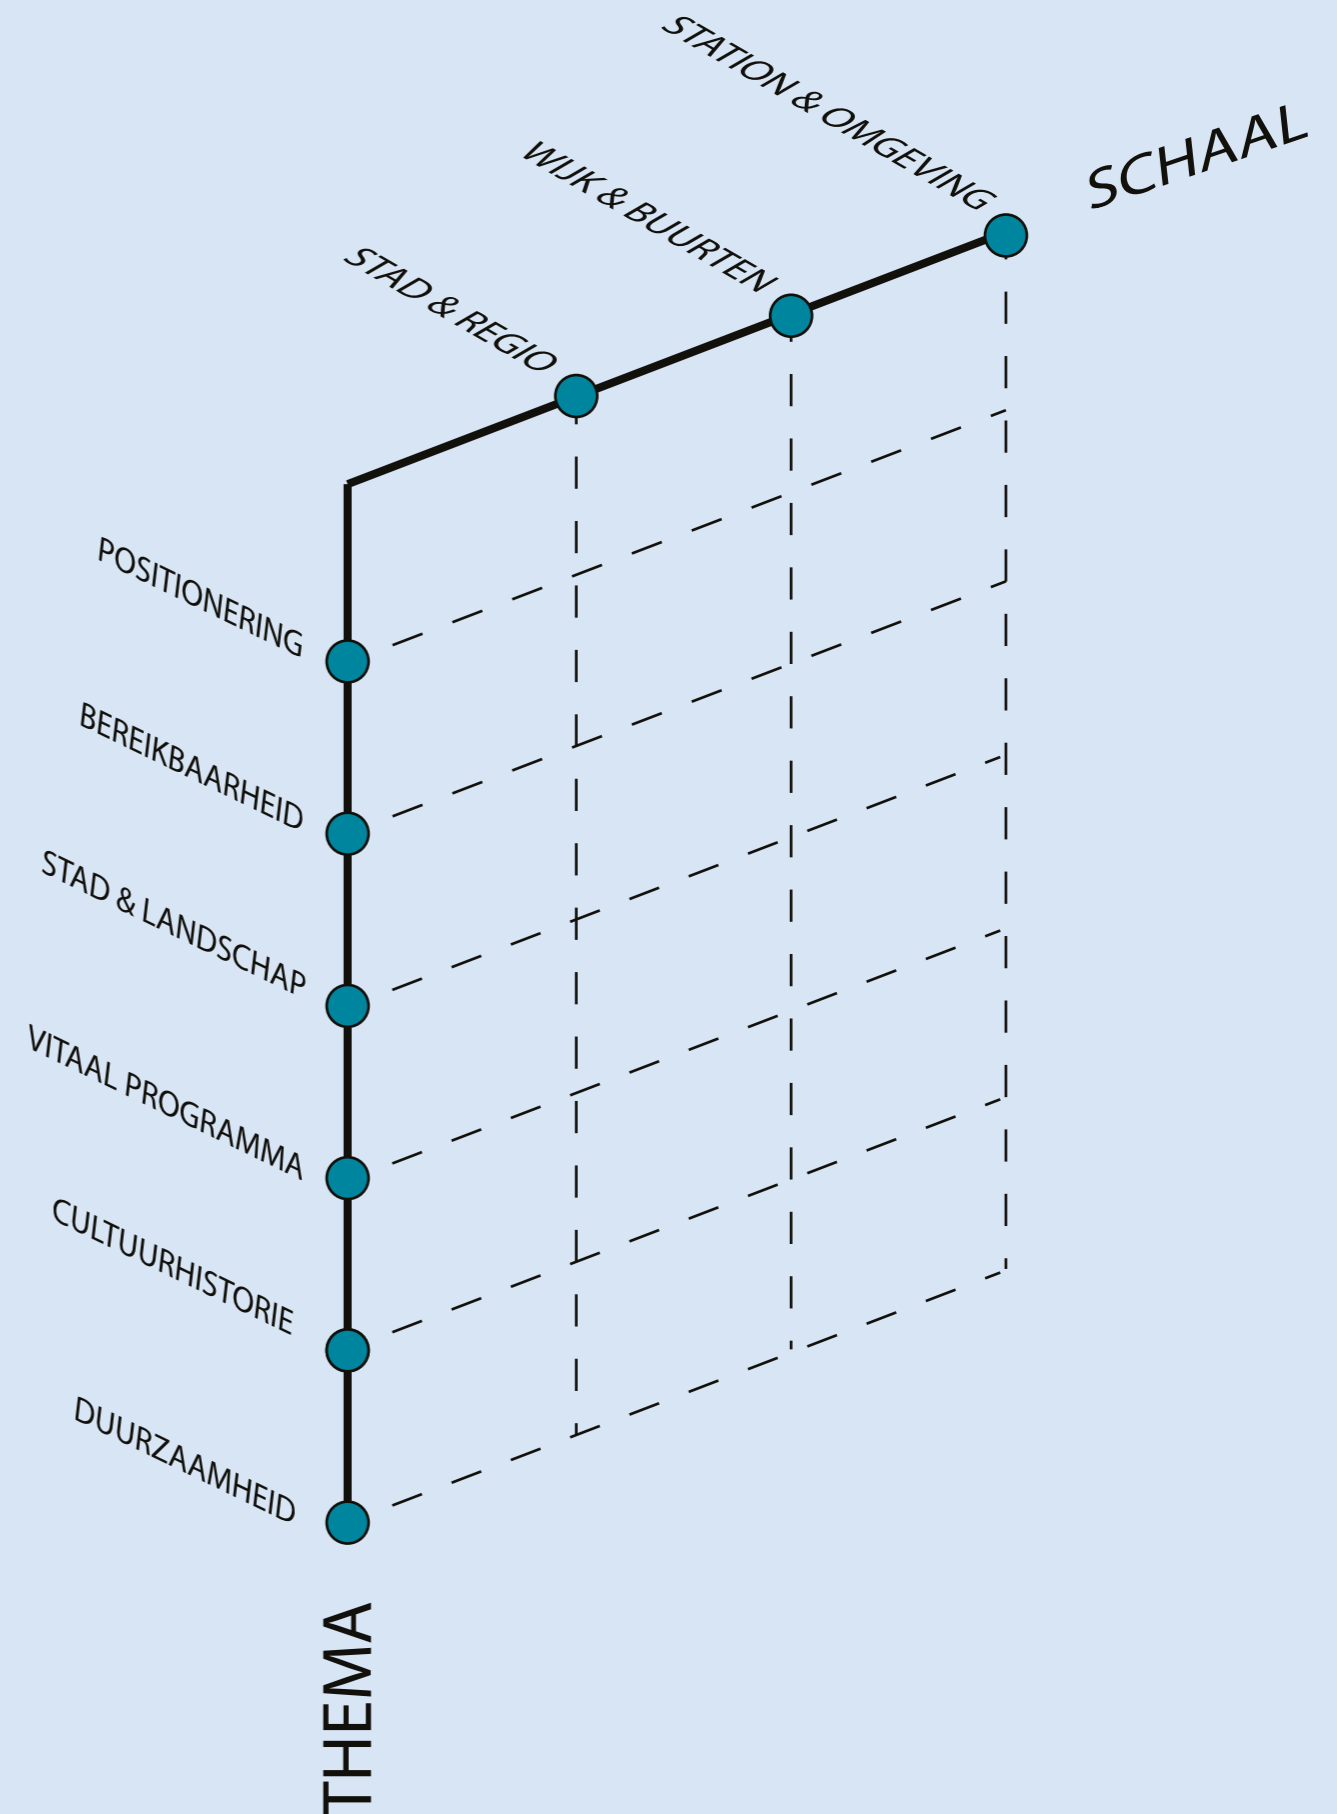 STATION & OMGEVING
SCHAAL
WIJK & BUURTEN
STAD & REGIO
POSITIONERING
BEREIKBAARHEID
STAD & LANDSCHAP
VITAAL PROGRAMMA
CULTUURHISTORIE
DUURZAAMHEID
THEMA